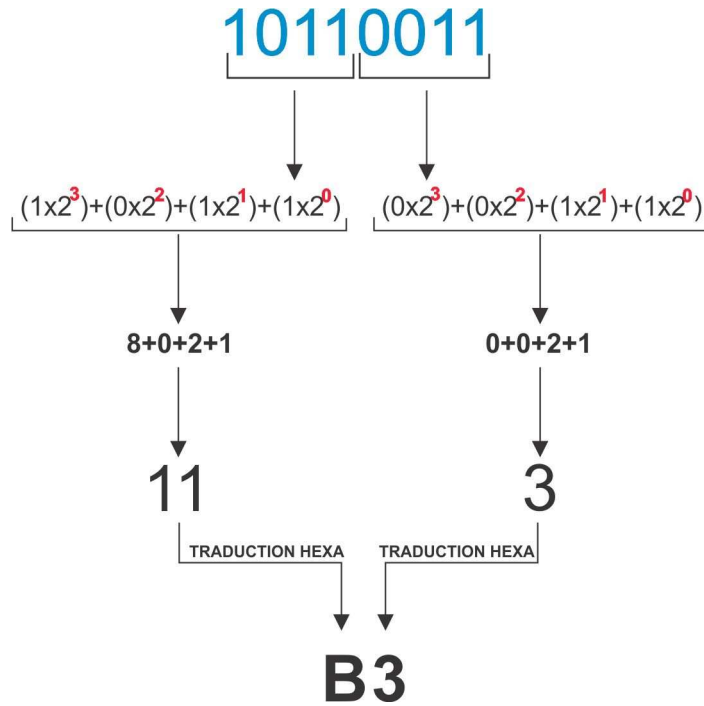 10110011
(1x2³)+(0x2²)+(1x2¹)+(1x2⁰) (0x2³)+(0x2²)+(1x2¹)+(1x2⁰)
8+0+2+1 0+0+2+1
11 3
TRADUCTION HEXA TRADUCTION HEXA
B3